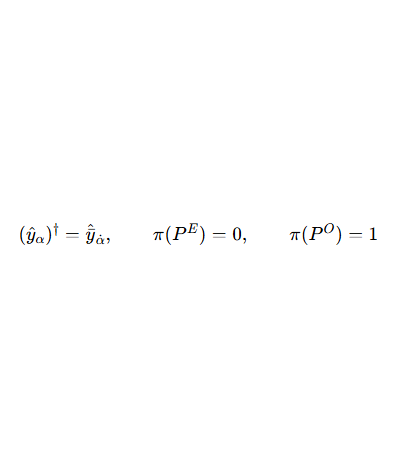 (ŷ_α)^† = \hat{\bar{y}}_{\dot{α}}, π(P^E) = 0, π(P^O) = 1